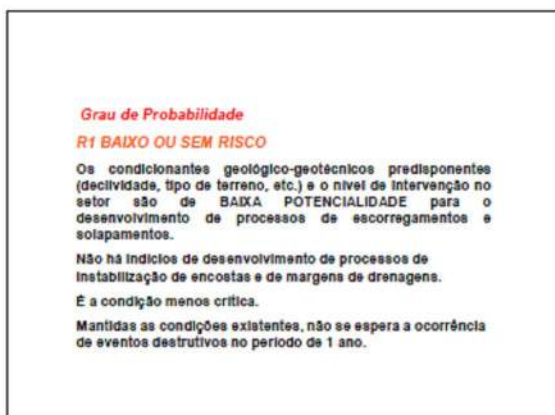 Grau de Probabilidade
R1 BAIXO OU SEM RISCO
Os condicionantes geológico-geotécnicos predisponentes
(declividade, tipo de terreno, etc.) e o nível de intervenção no
setor são de BAIXA POTENCIALIDADE para o
desenvolvimento de processos de escorregamentos e
solapamentos.
Não há indícios de desenvolvimento de processos de
instabilização de encostas e de margens de drenagens.
É a condição menos crítica.
Mantidas as condições existentes, não se espera a ocorrência
de eventos destrutivos no período de 1 ano.